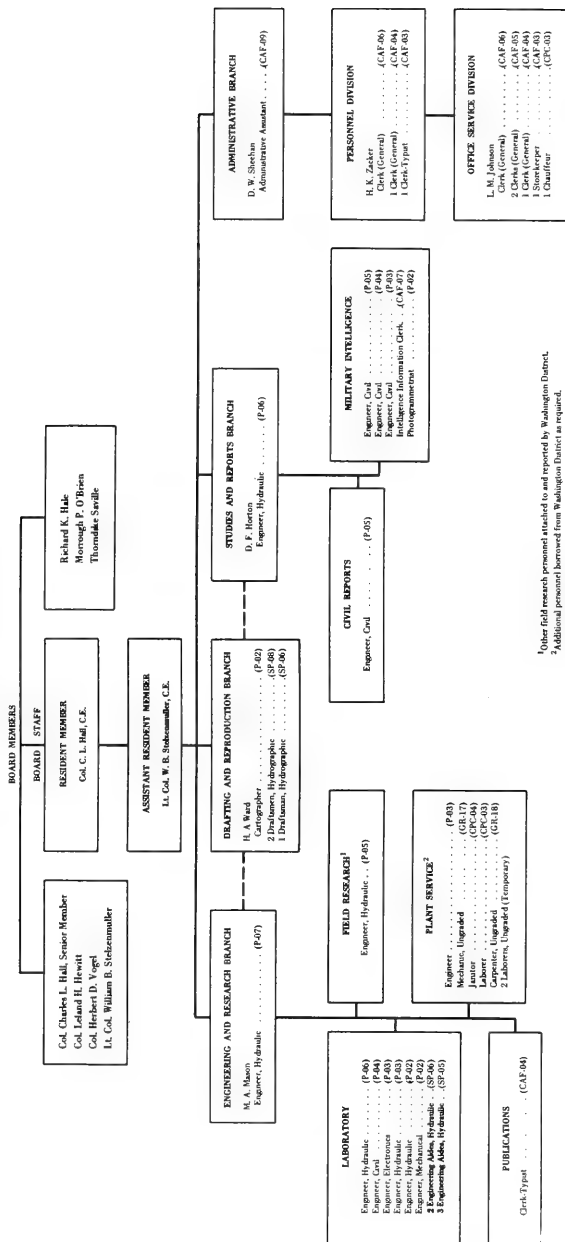 BOARD MEMBERS
Col. Charles L. Hall, Senior Member
Col. Leland H. Hewitt
Col. Herbert D. Vogel
Lt. Col. William B. Stelzenmuller
Richard K. Hale
Morrough P. O'Brien
Thorndike Saville
BOARD STAFF
RESIDENT MEMBER
Col. C. L. Hall, C.E.
ASSISTANT RESIDENT MEMBER
Lt. Col. W. B. Stelzenmuller, C.E.
ENGINEERING AND RESEARCH BRANCH
M. A. Mason
Engineer, Hydraulic . . . . . . . . (P-07)
DRAFTING AND REPRODUCTION BRANCH
H. A Ward
Cartographer . . . . . . . . . . (P-02)
2 Draftsmen, Hydrographic . . . . . (SP-08)
1 Draftsman, Hydrographic . . . . . (SP-06)
STUDIES AND REPORTS BRANCH
D. F. Horton
Engineer, Hydraulic . . . . . . . (P-06)
ADMINISTRATIVE BRANCH
D. W. Sheehan
Administrative Assistant . . . . . (CAF-09)
LABORATORY
Engineer, Hydraulic . . . . . . . (P-06)
Engineer, Civil . . . . . . . . (P-04)
Engineer, Electronics . . . . . . (P-03)
Engineer, Hydraulic . . . . . . . (P-03)
Engineer, Hydraulic . . . . . . . (P-02)
Engineer, Mechanical . . . . . . (P-02)
2 Engineering Aides, Hydraulic . . (SP-06)
3 Engineering Aides, Hydraulic . . (SP-05)
FIELD RESEARCH¹
Engineer, Hydraulic . . (P-05)
PUBLICATIONS
Clerk-Typist . . . . . . . (CAF-04)
PLANT SERVICE²
Engineer . . . . . . . . . . . (P-03)
Mechanic, Ungraded . . . . . . . (GR-17)
Janitor . . . . . . . . . . . (CPC-04)
Laborer . . . . . . . . . . . (CPC-03)
Carpenter, Ungraded . . . . . . . (GR-18)
2 Laborers, Ungraded (Temporary)
CIVIL REPORTS
Engineer, Civil . . . . . . . (P-05)
MILITARY INTELLIGENCE
Engineer, Civil . . . . . . . . . (P-05)
Engineer, Civil . . . . . . . . . (P-04)
Engineer, Civil . . . . . . . . . (P-03)
Intelligence Information Clerk . . (CAF-07)
Photogrammetrist . . . . . . . . (P-02)
PERSONNEL DIVISION
H. K. Zacker
Clerk (General) . . . . . . . . (CAF-06)
1 Clerk (General) . . . . . . . (CAF-04)
1 Clerk-Typist . . . . . . . . (CAF-03)
OFFICE SERVICE DIVISION
L. M. Johnson
Clerk (General) . . . . . . . . (CAF-06)
2 Clerks (General) . . . . . . . (CAF-05)
1 Clerk (General) . . . . . . . (CAF-04)
1 Storekeeper . . . . . . . . . (CAF-03)
1 Chauffeur . . . . . . . . . . (CPC-03)
¹Other field research personnel attached to and reported by Washington District.
²Additional personnel borrowed from Washington District as required.